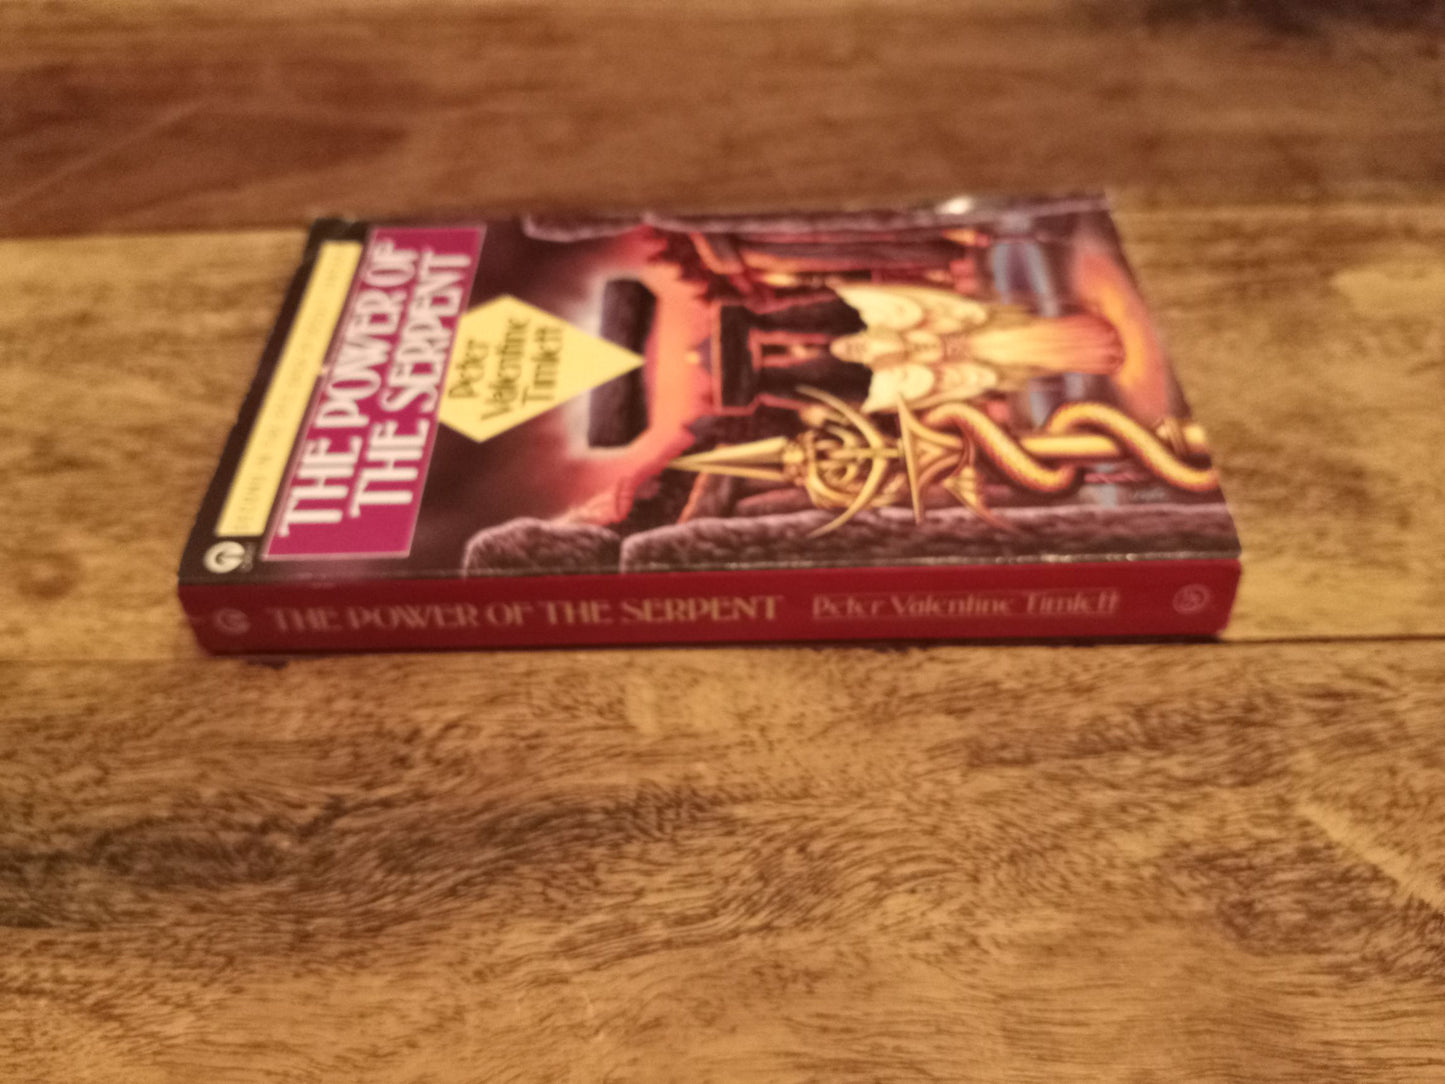 THE POWER OF
THE SERPENT
Peter
Valentine
Timlett
THE POWER OF THE SERPENT Peter Valentine Timlett